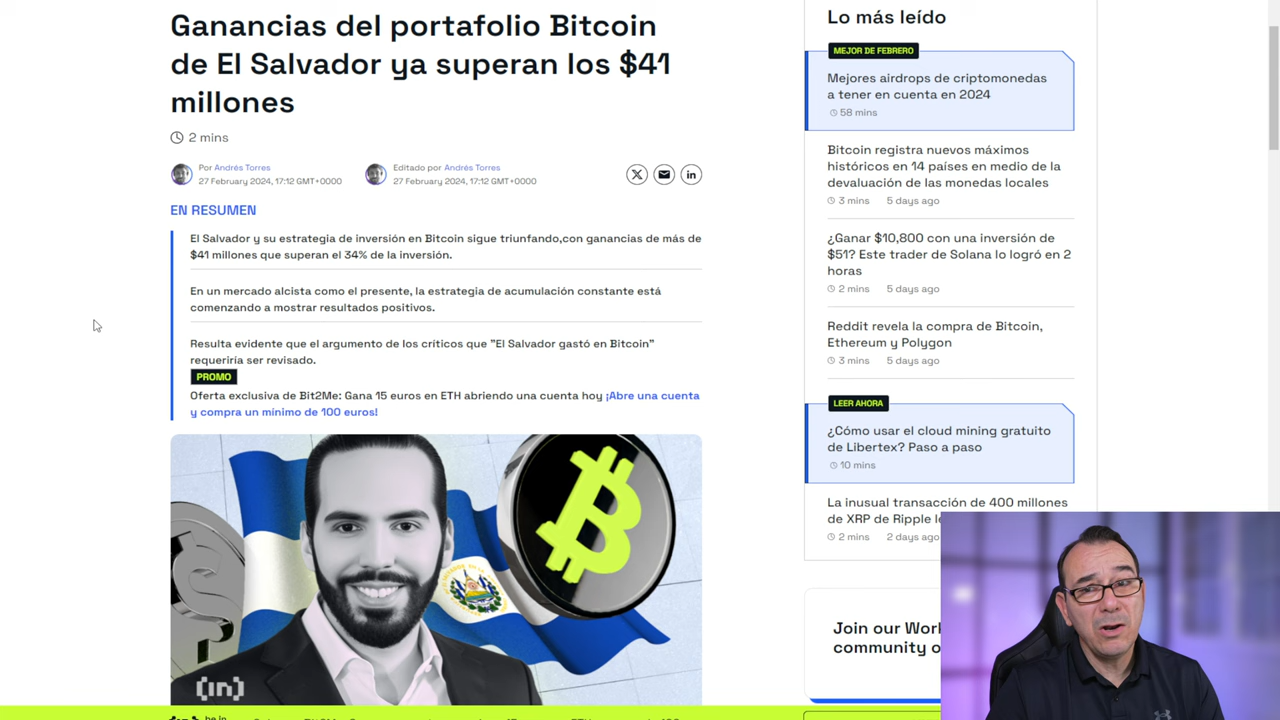 Ganancias del portafolio Bitcoin
de El Salvador ya superan los $41
millones
2 mins
Por Andrés Torres
27 February 2024, 17:12 GMT+0000
Editado por Andrés Torres
27 February 2024, 17:12 GMT+0000
EN RESUMEN
El Salvador y su estrategia de inversión en Bitcoin sigue triunfando,con ganancias de más de
$41 millones que superan el 34% de la inversión.
En un mercado alcista como el presente, la estrategia de acumulación constante está
comenzando a mostrar resultados positivos.
Resulta evidente que el argumento de los críticos que "El Salvador gastó en Bitcoin"
requeriría ser revisado.
PROMO
Oferta exclusiva de Bit2Me: Gana 15 euros en ETH abriendo una cuenta hoy ¡Abre una cuenta
y compra un mínimo de 100 euros!
(in)
Lo más leído
MEJOR DE FEBRERO
Mejores airdrops de criptomonedas
a tener en cuenta en 2024
58 mins
Bitcoin registra nuevos máximos
históricos en 14 países en medio de la
devaluación de las monedas locales
3 mins 5 days ago
¿Ganar $10,800 con una inversión de
$51? Este trader de Solana lo logró en 2
horas
2 mins 5 days ago
Reddit revela la compra de Bitcoin,
Ethereum y Polygon
3 mins 5 days ago
LEER AHORA
¿Cómo usar el cloud mining gratuito
de Libertex? Paso a paso
10 mins
La inusual transacción de 400 millones
de XRP de Ripple
2 mins 2 days ago
Join our
community